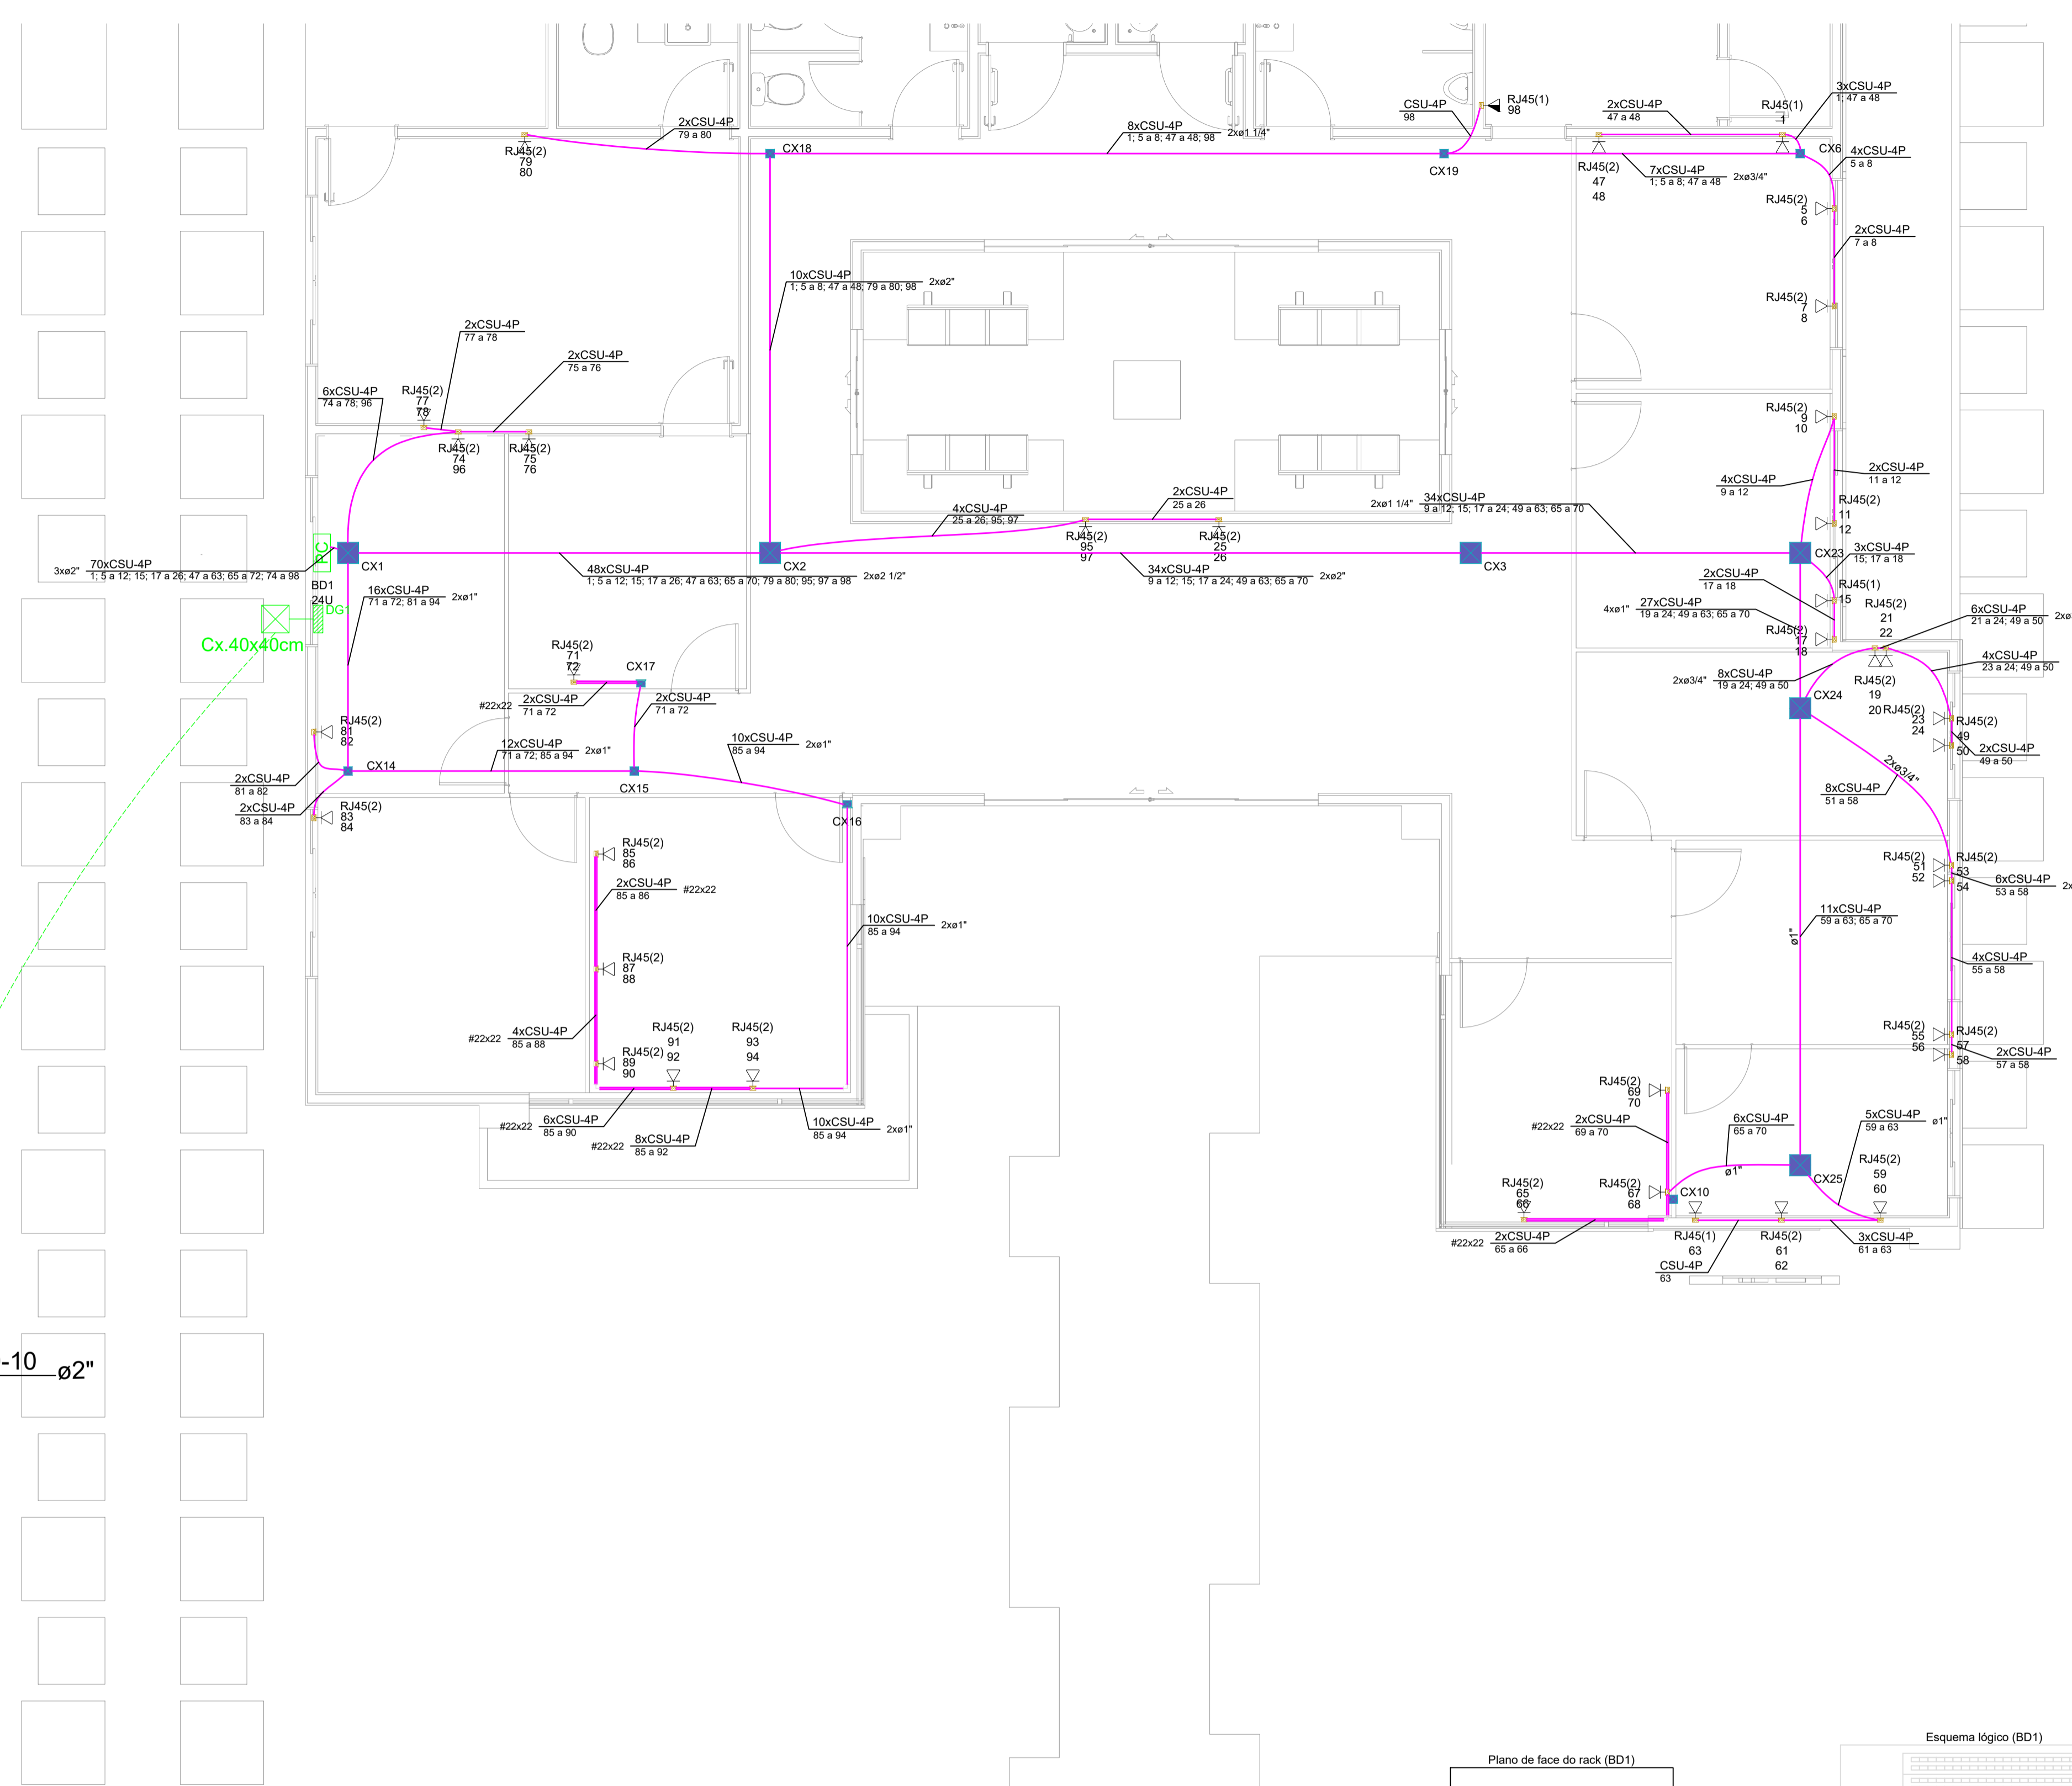 CSU-4P
98
RJ45(1)
98
2xCSU-4P
47 a 48
RJ45(1)
1
3xCSU-4P
1; 47 a 48
2xCSU-4P
79 a 80
8xCSU-4P
1; 5 a 8; 47 a 48; 98
2xø1 1/4"
RJ45(2)
79
80
CX18
CX19
CX6
4xCSU-4P
5 a 8
RJ45(2)
47
48
7xCSU-4P
1; 5 a 8; 47 a 48
2xø3/4"
RJ45(2)
5
6
2xCSU-4P
7 a 8
10xCSU-4P
1; 5 a 8; 47 a 48; 79 a 80; 98
2xø2"
RJ45(2)
7
8
2xCSU-4P
77 a 78
2xCSU-4P
75 a 76
6xCSU-4P
74 a 78; 96
RJ45(2)
77
78
RJ45(2)
74
96
RJ45(2)
75
76
RJ45(2)
9
10
4xCSU-4P
9 a 12
2xCSU-4P
11 a 12
RJ45(2)
11
12
2xCSU-4P
25 a 26
4xCSU-4P
25 a 26; 95; 97
2xø1 1/4"
34xCSU-4P
9 a 12; 15; 17 a 24; 49 a 63; 65 a 70
RJ45(2)
95
97
RJ45(2)
25
26
3xø2"
70xCSU-4P
1; 5 a 12; 15; 17 a 26; 47 a 63; 65 a 72; 74 a 98
CX1
48xCSU-4P
1; 5 a 12; 15; 17 a 26; 47 a 63; 65 a 70; 79 a 80; 95; 97 a 98
2xø2 1/2"
CX2
34xCSU-4P
9 a 12; 15; 17 a 24; 49 a 63; 65 a 70
2xø2"
CX3
CX23
3xCSU-4P
15; 17 a 18
2xCSU-4P
17 a 18
RJ45(1)
15
BD1
24U
DG1
Cx.40x40cm
16xCSU-4P
71 a 72; 81 a 94
2xø1"
4xø1"
27xCSU-4P
19 a 24; 49 a 63; 65 a 70
RJ45(2)
17
18
RJ45(2)
21
22
6xCSU-4P
21 a 24; 49 a 50
4xCSU-4P
23 a 24; 49 a 50
RJ45(2)
71
72
CX17
#22x22
2xCSU-4P
71 a 72
2xCSU-4P
71 a 72
2xø3/4"
8xCSU-4P
19 a 24; 49 a 50
CX24
RJ45(2)
19
20
RJ45(2)
23
24
RJ45(2)
49
50
2xCSU-4P
49 a 50
RJ45(2)
81
82
12xCSU-4P
71 a 72; 85 a 94
2xø1"
10xCSU-4P
85 a 94
2xø1"
CX14
CX15
CX16
2xCSU-4P
81 a 82
2xCSU-4P
83 a 84
RJ45(2)
83
84
2xø3/4"
8xCSU-4P
51 a 58
RJ45(2)
85
86
2xCSU-4P
85 a 86
#22x22
RJ45(2)
51
52
RJ45(2)
53
54
6xCSU-4P
53 a 58
10xCSU-4P
85 a 94
2xø1"
11xCSU-4P
59 a 63; 65 a 70
ø1"
RJ45(2)
87
88
4xCSU-4P
55 a 58
#22x22
4xCSU-4P
85 a 88
RJ45(2)
89
90
RJ45(2)
91
92
RJ45(2)
93
94
RJ45(2)
55
56
RJ45(2)
57
58
2xCSU-4P
57 a 58
#22x22
6xCSU-4P
85 a 90
#22x22
8xCSU-4P
85 a 92
10xCSU-4P
85 a 94
2xø1"
RJ45(2)
69
70
#22x22
2xCSU-4P
69 a 70
6xCSU-4P
65 a 70
5xCSU-4P
59 a 63
ø1"
ø1"
CX25
RJ45(2)
59
60
RJ45(2)
65
66
RJ45(2)
67
68
CX10
#22x22
2xCSU-4P
65 a 66
RJ45(1)
63
RJ45(2)
61
62
3xCSU-4P
61 a 63
CSU-4P
63
-10
ø2"
Esquema lógico (BD1)
Plano de face do rack (BD1)